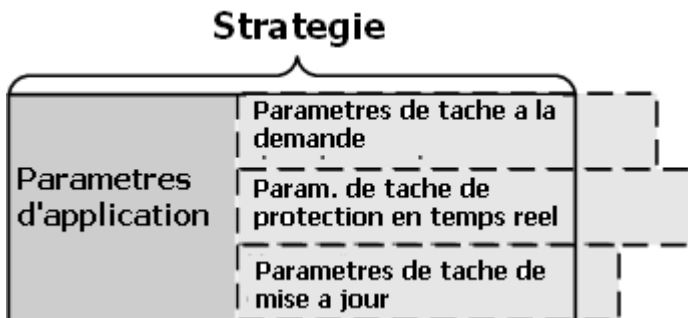 Strategie
Parametres de tache a la
demande
Parametres
d'application
Param. de tache de
protection en temps reel
Parametres de tache de
mise a jour